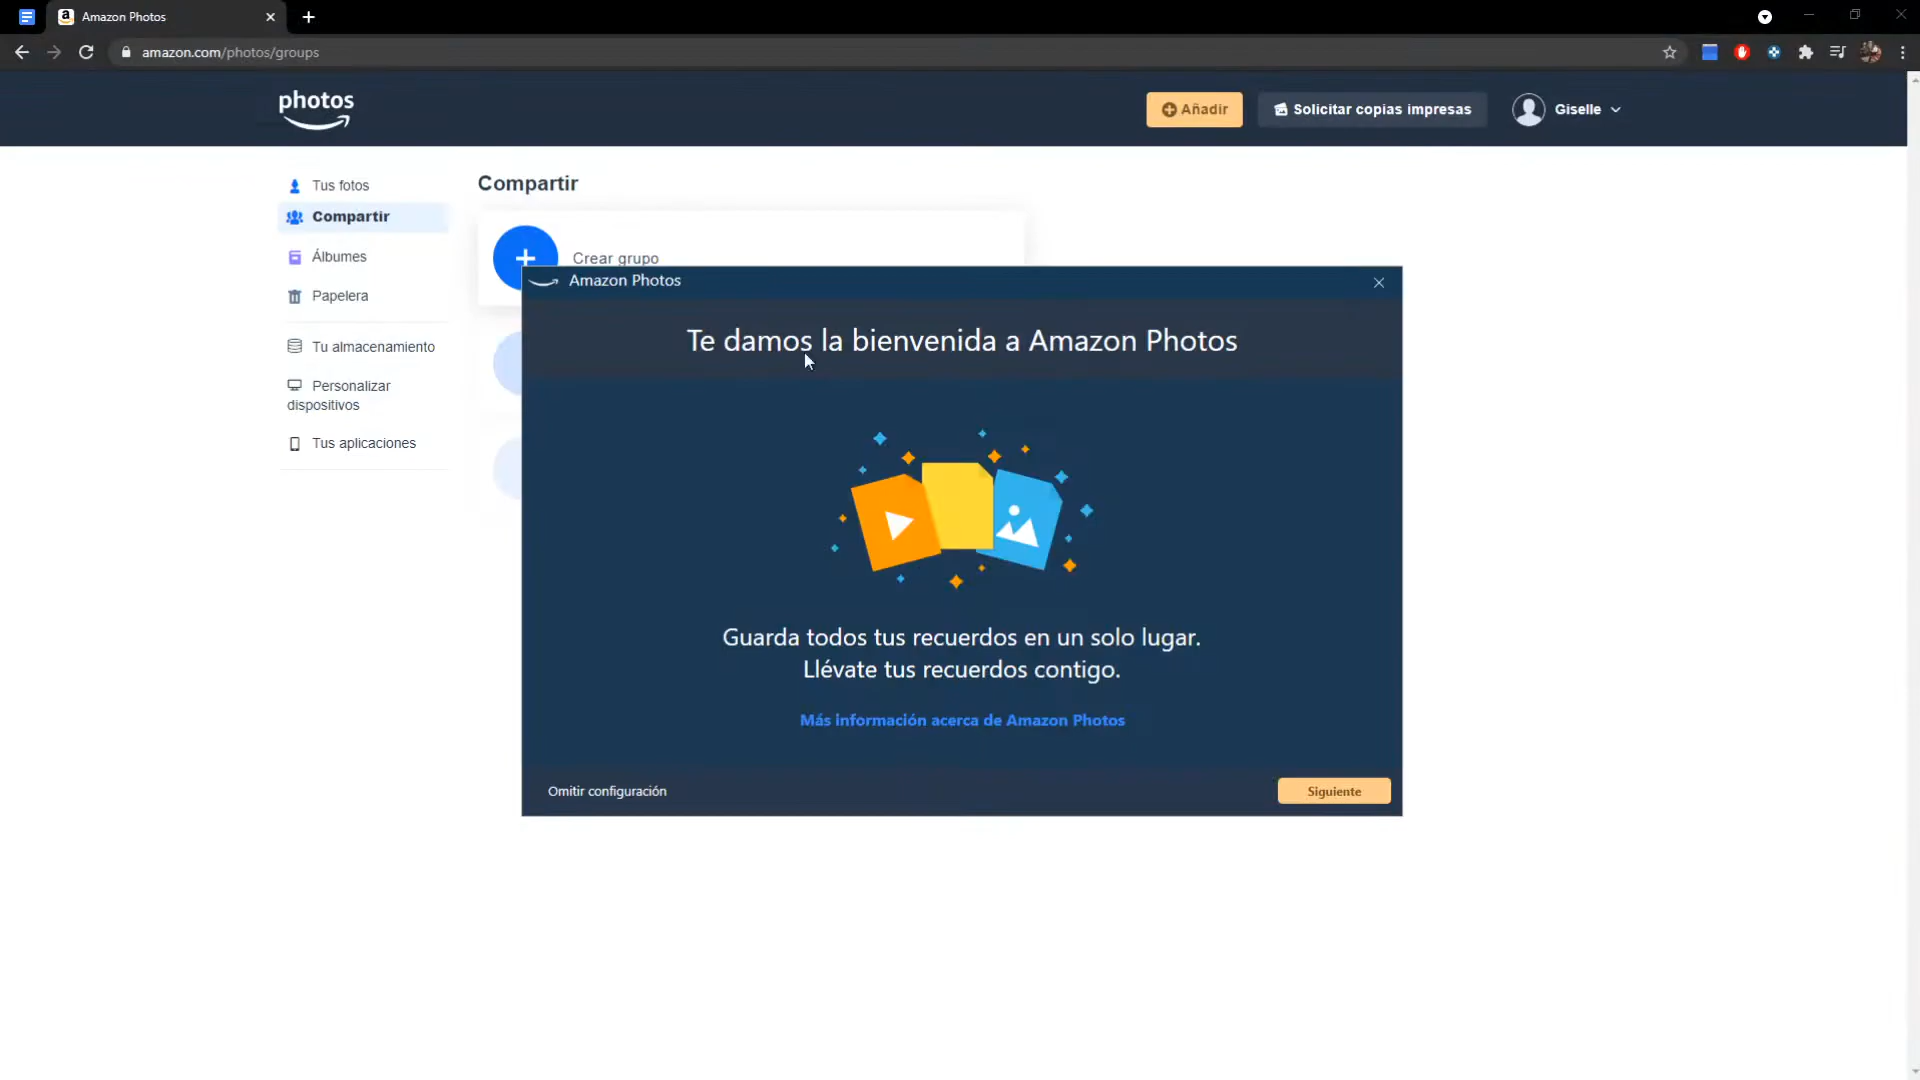 Amazon Photos
amazon.com/photos/groups
photos
Añadir
Solicitar copias impresas
Giselle
Tus fotos
Compartir
Álbumes
Papelera
Tu almacenamiento
Personalizar
dispositivos
Tus aplicaciones
Compartir
Crear grupo
Amazon Photos
Te damos la bienvenida a Amazon Photos
Guarda todos tus recuerdos en un solo lugar.
Llévate tus recuerdos contigo.
Más información acerca de Amazon Photos
Omitir configuración
Siguiente